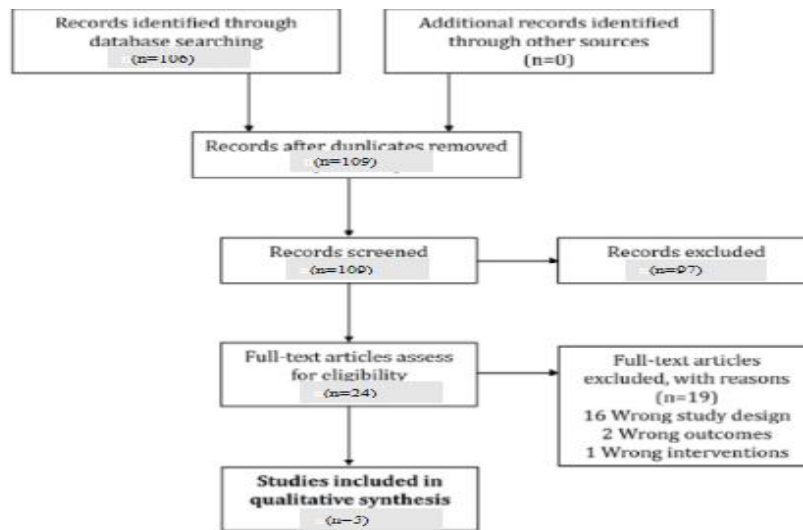 Records identified through
database searching
(n=106)
Additional records identified
through other sources
(n=0)
Records after duplicates removed
(n=109)
Records screened
(n=109)
Records excluded
(n=97)
Full-text articles assess
for eligibility
(n=24)
Full-text articles
excluded, with reasons
(n=19)
16 Wrong study design
2 Wrong outcomes
1 Wrong interventions
Studies included in
qualitative synthesis
(n=5)